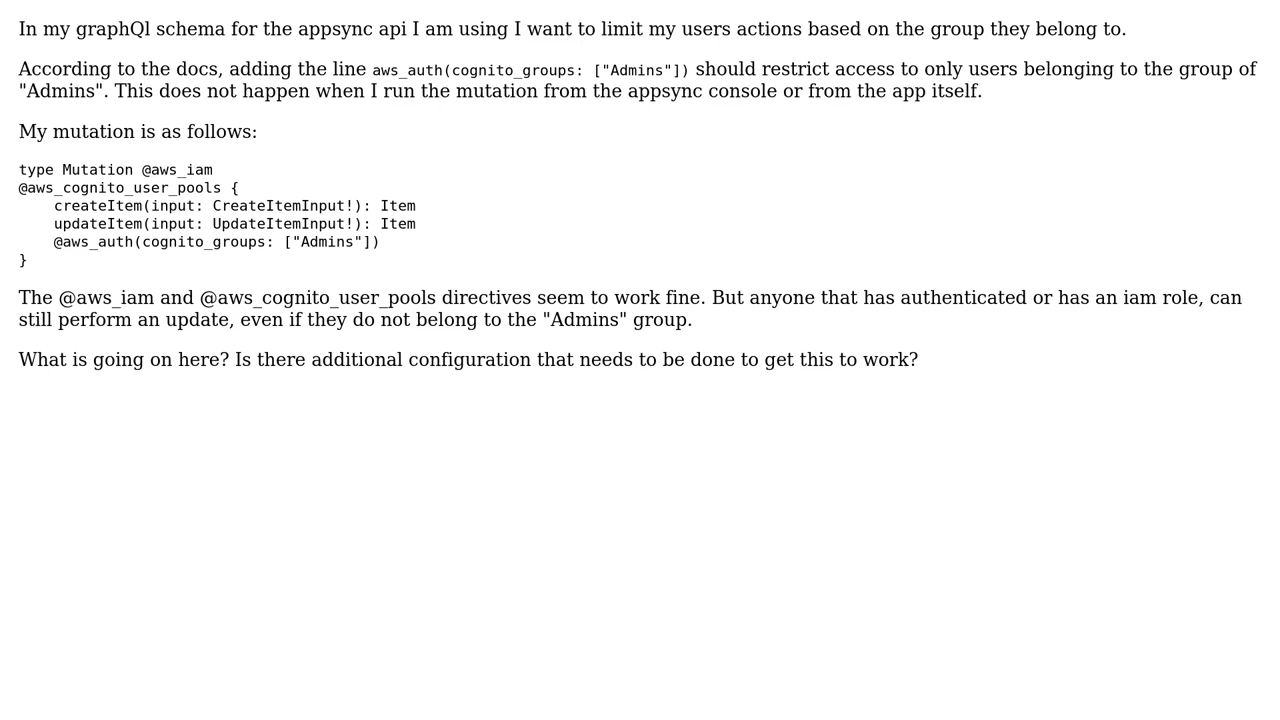 In my graphQl schema for the appsync api I am using I want to limit my users actions based on the group they belong to.
According to the docs, adding the line aws_auth(cognito_groups: ["Admins"]) should restrict access to only users belonging to the group of
"Admins". This does not happen when I run the mutation from the appsync console or from the app itself.
My mutation is as follows:
type Mutation @aws_iam
@aws_cognito_user_pools {
    createItem(input: CreateItemInput!): Item
    updateItem(input: UpdateItemInput!): Item
    @aws_auth(cognito_groups: ["Admins"])
}
The @aws_iam and @aws_cognito_user_pools directives seem to work fine. But anyone that has authenticated or has an iam role, can
still perform an update, even if they do not belong to the "Admins" group.
What is going on here? Is there additional configuration that needs to be done to get this to work?